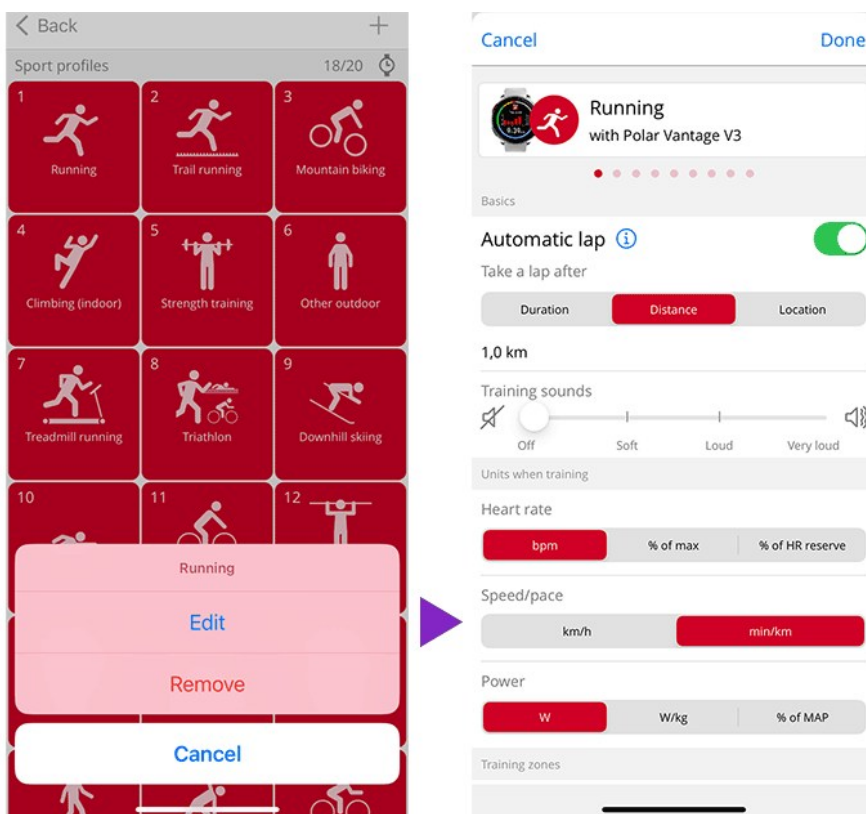 Back
Sport profiles 18/20
1 2 3
Running Trail running Mountain biking
4 5 6
Climbing (indoor) Strength training Other outdoor
7 8 9
Treadmill running Triathlon Downhill skiing
10 11 12
Running
Edit
Remove
Cancel
Cancel Done
Running
with Polar Vantage V3
Basics
Automatic lap
Take a lap after
Duration Distance Location
1,0 km
Training sounds
Off Soft Loud Very loud
Units when training
Heart rate
bpm % of max % of HR reserve
Speed/pace
km/h min/km
Power
W W/kg % of MAP
Training zones